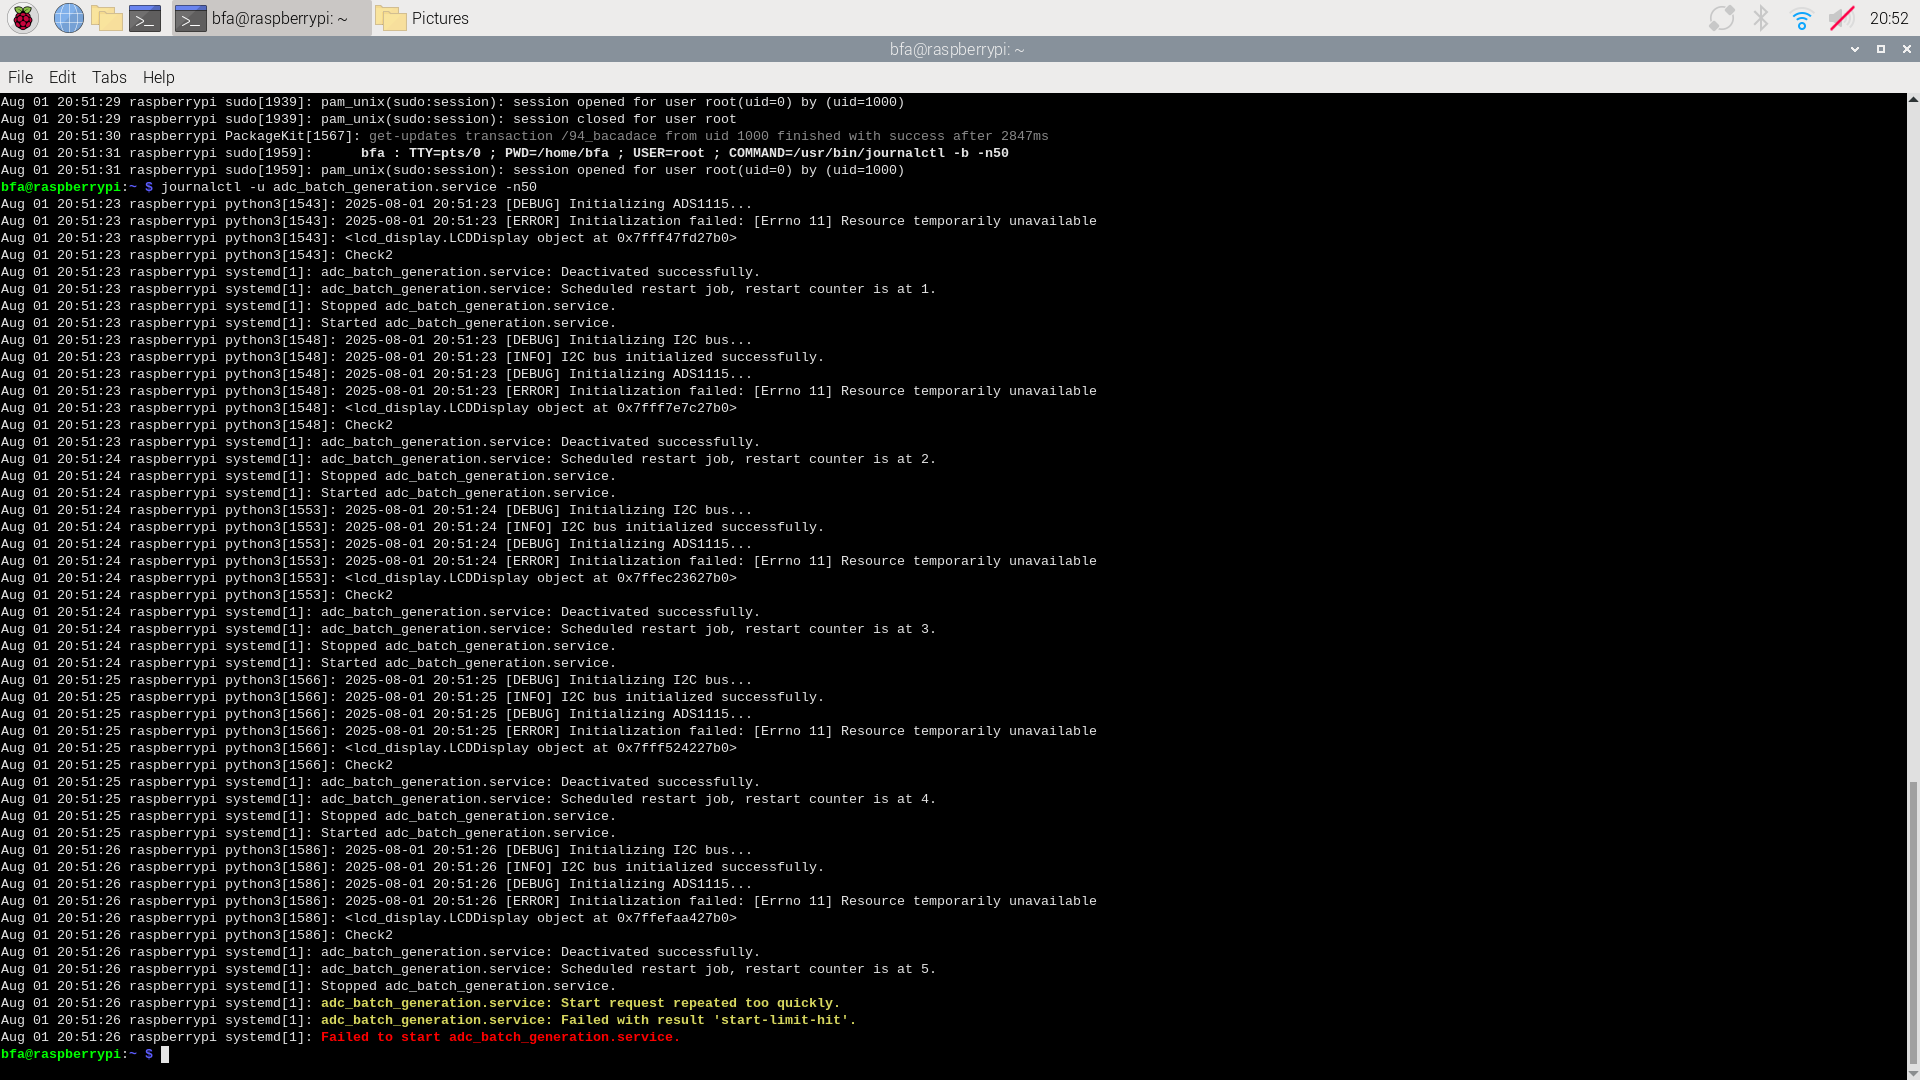 bfa@raspberrypi: ~
Pictures
20:52
bfa@raspberrypi: ~
File Edit Tabs Help
Aug 01 20:51:29 raspberrypi sudo[1939]: pam_unix(sudo:session): session opened for user root(uid=0) by (uid=1000)
Aug 01 20:51:29 raspberrypi sudo[1939]: pam_unix(sudo:session): session closed for user root
Aug 01 20:51:30 raspberrypi PackageKit[1567]: get-updates transaction /94_bacadace from uid 1000 finished with success after 2847ms
Aug 01 20:51:31 raspberrypi sudo[1959]:      bfa : TTY=pts/0 ; PWD=/home/bfa ; USER=root ; COMMAND=/usr/bin/journalctl -b -n50
Aug 01 20:51:31 raspberrypi sudo[1959]: pam_unix(sudo:session): session opened for user root(uid=0) by (uid=1000)
bfa@raspberrypi:~ $ journalctl -u adc_batch_generation.service -n50
Aug 01 20:51:23 raspberrypi python3[1543]: 2025-08-01 20:51:23 [DEBUG] Initializing ADS1115...
Aug 01 20:51:23 raspberrypi python3[1543]: 2025-08-01 20:51:23 [ERROR] Initialization failed: [Errno 11] Resource temporarily unavailable
Aug 01 20:51:23 raspberrypi python3[1543]: <lcd_display.LCDDisplay object at 0x7fff47fd27b0>
Aug 01 20:51:23 raspberrypi python3[1543]: Check2
Aug 01 20:51:23 raspberrypi systemd[1]: adc_batch_generation.service: Deactivated successfully.
Aug 01 20:51:23 raspberrypi systemd[1]: adc_batch_generation.service: Scheduled restart job, restart counter is at 1.
Aug 01 20:51:23 raspberrypi systemd[1]: Stopped adc_batch_generation.service.
Aug 01 20:51:23 raspberrypi systemd[1]: Started adc_batch_generation.service.
Aug 01 20:51:23 raspberrypi python3[1548]: 2025-08-01 20:51:23 [DEBUG] Initializing I2C bus...
Aug 01 20:51:23 raspberrypi python3[1548]: 2025-08-01 20:51:23 [INFO] I2C bus initialized successfully.
Aug 01 20:51:23 raspberrypi python3[1548]: 2025-08-01 20:51:23 [DEBUG] Initializing ADS1115...
Aug 01 20:51:23 raspberrypi python3[1548]: 2025-08-01 20:51:23 [ERROR] Initialization failed: [Errno 11] Resource temporarily unavailable
Aug 01 20:51:23 raspberrypi python3[1548]: <lcd_display.LCDDisplay object at 0x7fff7e7c27b0>
Aug 01 20:51:23 raspberrypi python3[1548]: Check2
Aug 01 20:51:23 raspberrypi systemd[1]: adc_batch_generation.service: Deactivated successfully.
Aug 01 20:51:24 raspberrypi systemd[1]: adc_batch_generation.service: Scheduled restart job, restart counter is at 2.
Aug 01 20:51:24 raspberrypi systemd[1]: Stopped adc_batch_generation.service.
Aug 01 20:51:24 raspberrypi systemd[1]: Started adc_batch_generation.service.
Aug 01 20:51:24 raspberrypi python3[1553]: 2025-08-01 20:51:24 [DEBUG] Initializing I2C bus...
Aug 01 20:51:24 raspberrypi python3[1553]: 2025-08-01 20:51:24 [INFO] I2C bus initialized successfully.
Aug 01 20:51:24 raspberrypi python3[1553]: 2025-08-01 20:51:24 [DEBUG] Initializing ADS1115...
Aug 01 20:51:24 raspberrypi python3[1553]: 2025-08-01 20:51:24 [ERROR] Initialization failed: [Errno 11] Resource temporarily unavailable
Aug 01 20:51:24 raspberrypi python3[1553]: <lcd_display.LCDDisplay object at 0x7ffec23627b0>
Aug 01 20:51:24 raspberrypi python3[1553]: Check2
Aug 01 20:51:24 raspberrypi systemd[1]: adc_batch_generation.service: Deactivated successfully.
Aug 01 20:51:24 raspberrypi systemd[1]: adc_batch_generation.service: Scheduled restart job, restart counter is at 3.
Aug 01 20:51:24 raspberrypi systemd[1]: Stopped adc_batch_generation.service.
Aug 01 20:51:24 raspberrypi systemd[1]: Started adc_batch_generation.service.
Aug 01 20:51:25 raspberrypi python3[1566]: 2025-08-01 20:51:25 [DEBUG] Initializing I2C bus...
Aug 01 20:51:25 raspberrypi python3[1566]: 2025-08-01 20:51:25 [INFO] I2C bus initialized successfully.
Aug 01 20:51:25 raspberrypi python3[1566]: 2025-08-01 20:51:25 [DEBUG] Initializing ADS1115...
Aug 01 20:51:25 raspberrypi python3[1566]: 2025-08-01 20:51:25 [ERROR] Initialization failed: [Errno 11] Resource temporarily unavailable
Aug 01 20:51:25 raspberrypi python3[1566]: <lcd_display.LCDDisplay object at 0x7fff524227b0>
Aug 01 20:51:25 raspberrypi python3[1566]: Check2
Aug 01 20:51:25 raspberrypi systemd[1]: adc_batch_generation.service: Deactivated successfully.
Aug 01 20:51:25 raspberrypi systemd[1]: adc_batch_generation.service: Scheduled restart job, restart counter is at 4.
Aug 01 20:51:25 raspberrypi systemd[1]: Stopped adc_batch_generation.service.
Aug 01 20:51:25 raspberrypi systemd[1]: Started adc_batch_generation.service.
Aug 01 20:51:26 raspberrypi python3[1586]: 2025-08-01 20:51:26 [DEBUG] Initializing I2C bus...
Aug 01 20:51:26 raspberrypi python3[1586]: 2025-08-01 20:51:26 [INFO] I2C bus initialized successfully.
Aug 01 20:51:26 raspberrypi python3[1586]: 2025-08-01 20:51:26 [DEBUG] Initializing ADS1115...
Aug 01 20:51:26 raspberrypi python3[1586]: 2025-08-01 20:51:26 [ERROR] Initialization failed: [Errno 11] Resource temporarily unavailable
Aug 01 20:51:26 raspberrypi python3[1586]: <lcd_display.LCDDisplay object at 0x7ffefaa427b0>
Aug 01 20:51:26 raspberrypi python3[1586]: Check2
Aug 01 20:51:26 raspberrypi systemd[1]: adc_batch_generation.service: Deactivated successfully.
Aug 01 20:51:26 raspberrypi systemd[1]: adc_batch_generation.service: Scheduled restart job, restart counter is at 5.
Aug 01 20:51:26 raspberrypi systemd[1]: Stopped adc_batch_generation.service.
Aug 01 20:51:26 raspberrypi systemd[1]: adc_batch_generation.service: Start request repeated too quickly.
Aug 01 20:51:26 raspberrypi systemd[1]: adc_batch_generation.service: Failed with result 'start-limit-hit'.
Aug 01 20:51:26 raspberrypi systemd[1]: Failed to start adc_batch_generation.service.
bfa@raspberrypi:~ $